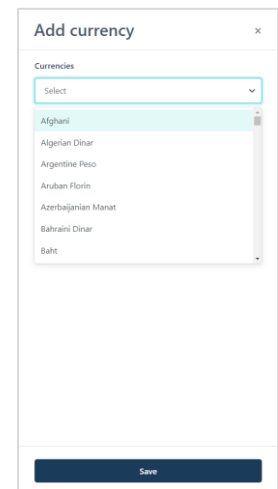 Add currency ×
Currencies
Select
Afghani
Algerian Dinar
Argentine Peso
Aruban Florin
Azerbaijanian Manat
Bahraini Dinar
Baht
Save